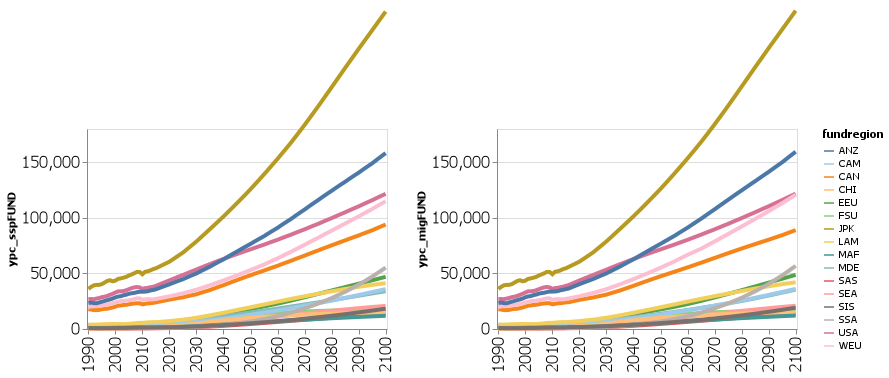 ypc_sspFUND
150,000
100,000
50,000
0
1990 2000 2010 2020 2030 2040 2050 2060 2070 2080 2090 2100
ypc_migFUND
150,000
100,000
50,000
0
1990 2000 2010 2020 2030 2040 2050 2060 2070 2080 2090 2100
fundregion
ANZ
CAM
CAN
CHI
EEU
FSU
JPK
LAM
MAF
MDE
SAS
SEA
SIS
SSA
USA
WEU